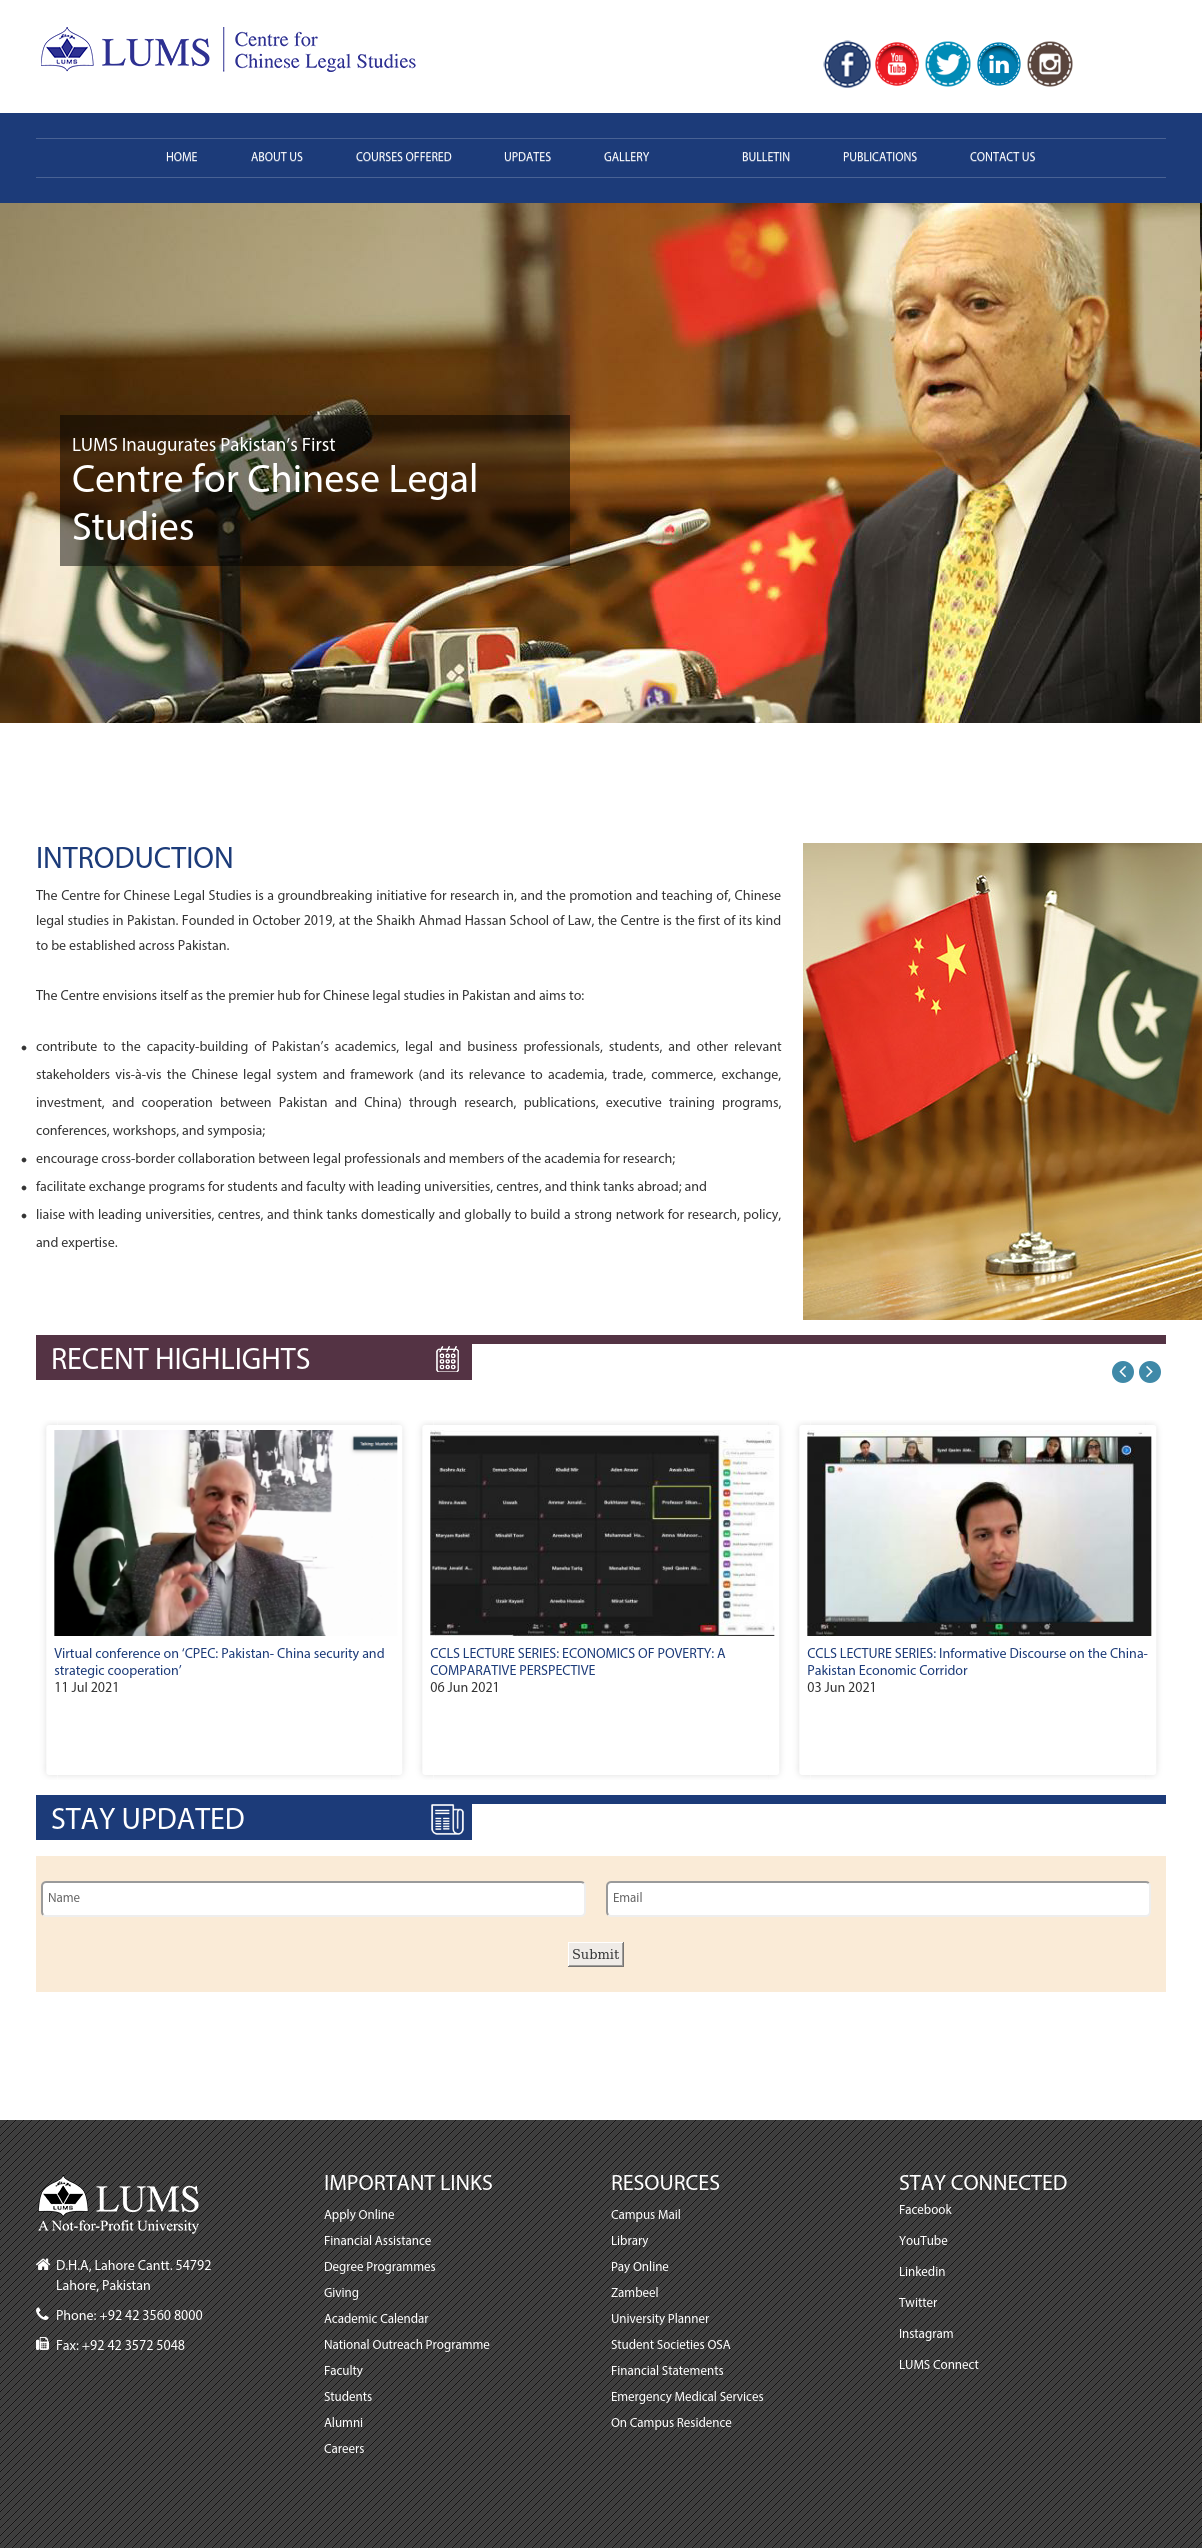 LUMS
LUMS
Centre for
Chinese Legal Studies
You
Tube
HOME
ABOUT US
COURSES OFFERED
UPDATES
GALLERY
BULLETIN
PUBLICATIONS
CONTACT US
LUMS Inaugurates Pakistan’s First
Centre for Chinese Legal
Studies
INTRODUCTION
The Centre for Chinese Legal Studies is a groundbreaking initiative for research in, and the promotion and teaching of, Chinese
legal studies in Pakistan. Founded in October 2019, at the Shaikh Ahmad Hassan School of Law, the Centre is the first of its kind
to be established across Pakistan.
The Centre envisions itself as the premier hub for Chinese legal studies in Pakistan and aims to:
contribute to the capacity-building of Pakistan’s academics, legal and business professionals, students, and other relevant
stakeholders vis-à-vis the Chinese legal system and framework (and its relevance to academia, trade, commerce, exchange,
investment, and cooperation between Pakistan and China) through research, publications, executive training programs,
conferences, workshops, and symposia;
encourage cross-border collaboration between legal professionals and members of the academia for research;
facilitate exchange programs for students and faculty with leading universities, centres, and think tanks abroad; and
liaise with leading universities, centres, and think tanks domestically and globally to build a strong network for research, policy,
and expertise.
RECENT HIGHLIGHTS
Virtual conference on ‘CPEC: Pakistan- China security and
strategic cooperation’
11 Jul 2021
CCLS LECTURE SERIES: ECONOMICS OF POVERTY: A
COMPARATIVE PERSPECTIVE
06 Jun 2021
CCLS LECTURE SERIES: Informative Discourse on the China-
Pakistan Economic Corridor
03 Jun 2021
STAY UPDATED
Name
Email
Submit
LUMS
LUMS
A Not-for-Profit University
D.H.A, Lahore Cantt. 54792
Lahore, Pakistan
Phone: +92 42 3560 8000
Fax: +92 42 3572 5048
IMPORTANT LINKS
Apply Online
Financial Assistance
Degree Programmes
Giving
Academic Calendar
National Outreach Programme
Faculty
Students
Alumni
Careers
RESOURCES
Campus Mail
Library
Pay Online
Zambeel
University Planner
Student Societies OSA
Financial Statements
Emergency Medical Services
On Campus Residence
STAY CONNECTED
Facebook
YouTube
Linkedin
Twitter
Instagram
LUMS Connect